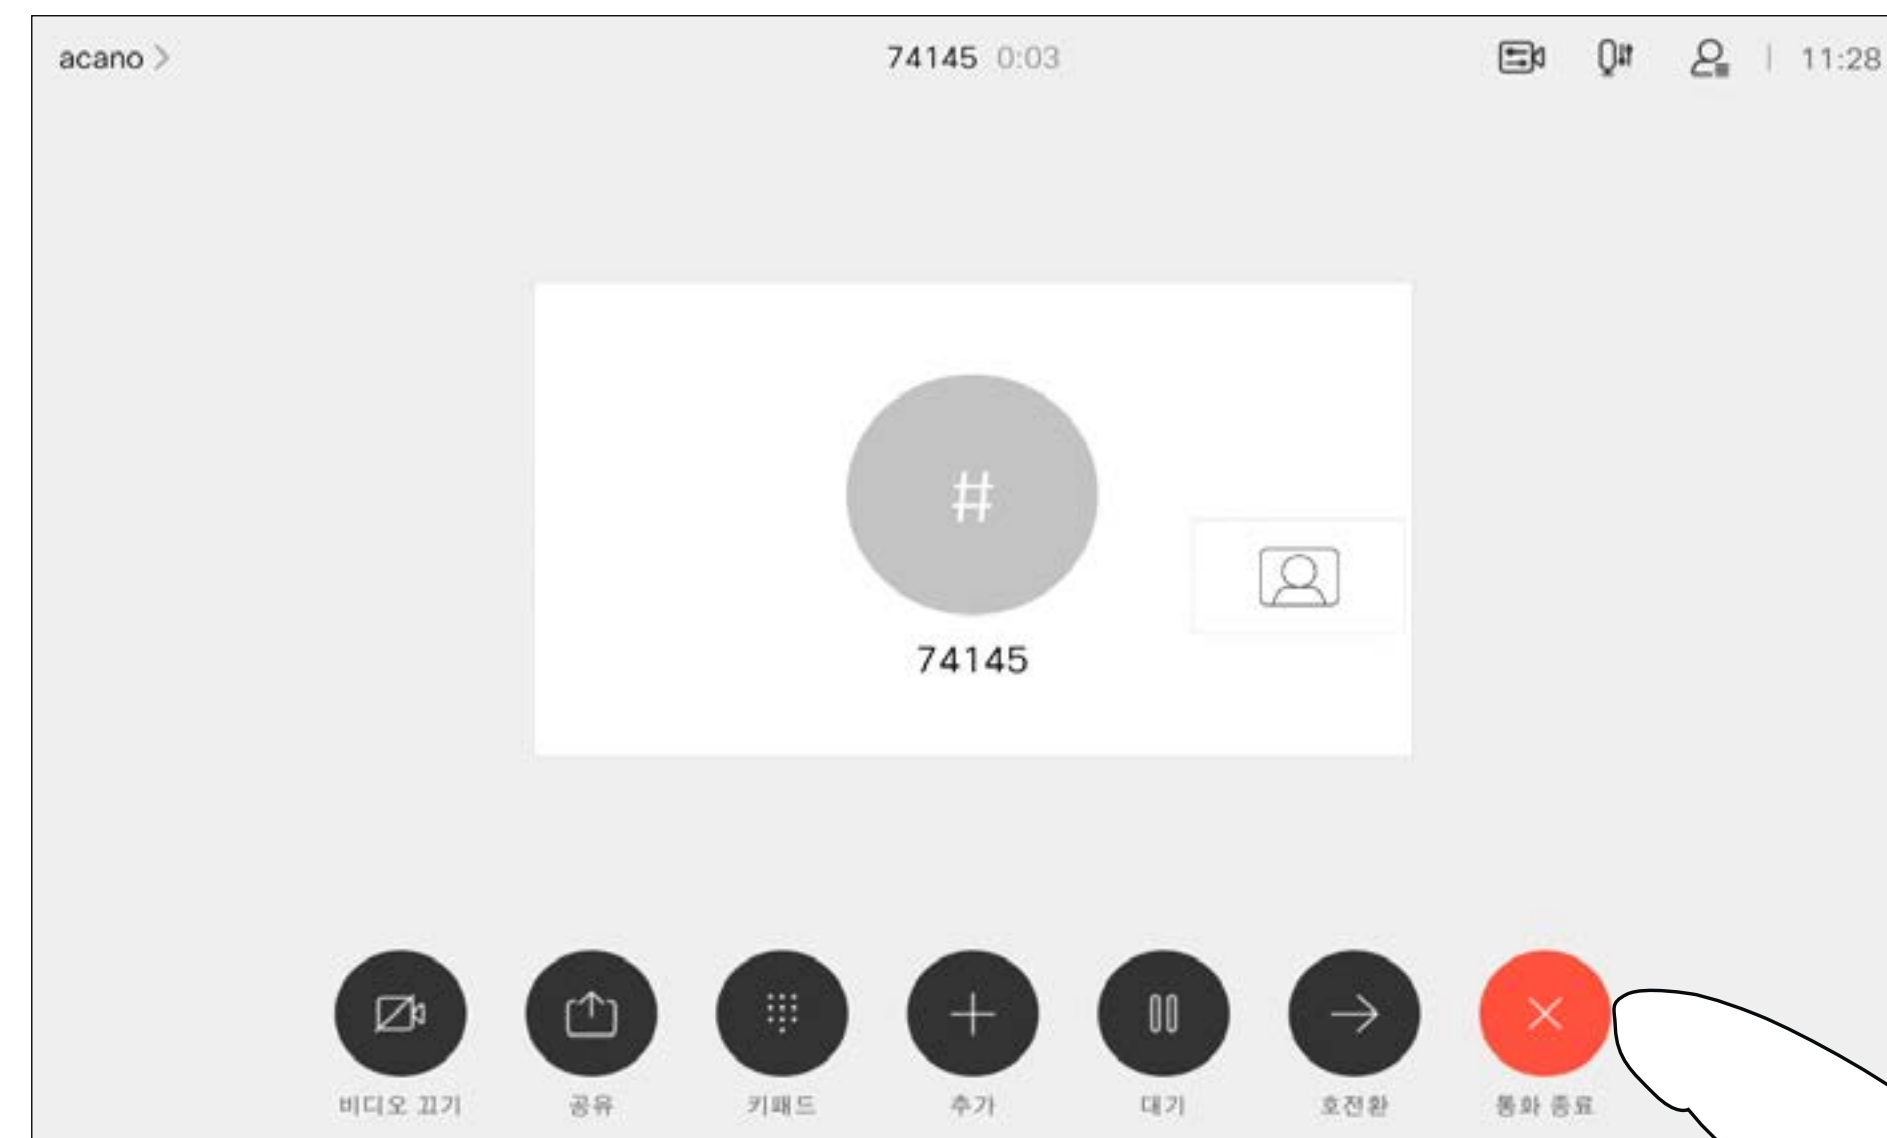 acano
74145 0:03
11:28
#
74145
비디오 끄기
공유
키패드
추가
대기
호전환
통화 종료